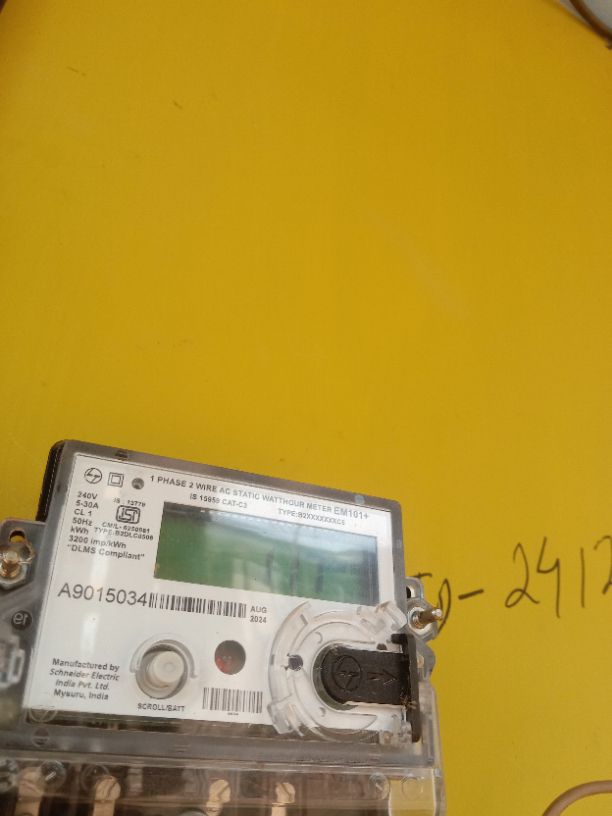 1 PHASE 2 WIRE AC STATIC WATTHOUR METER EM101+
IS 15959 CAT-C3 TYPE:B2XXXXXXXC5
240V
5-30A
CL 1
50Hz
kWh
3200 imp/kWh
"DLMS Compliant"
IS 13779
ISI
CM/L-
A9015034
AUG
2024
Manufactured by
Schneider Electric
India Pvt. Ltd.
Mysuru, India
SCROLL/BATT
- 2412